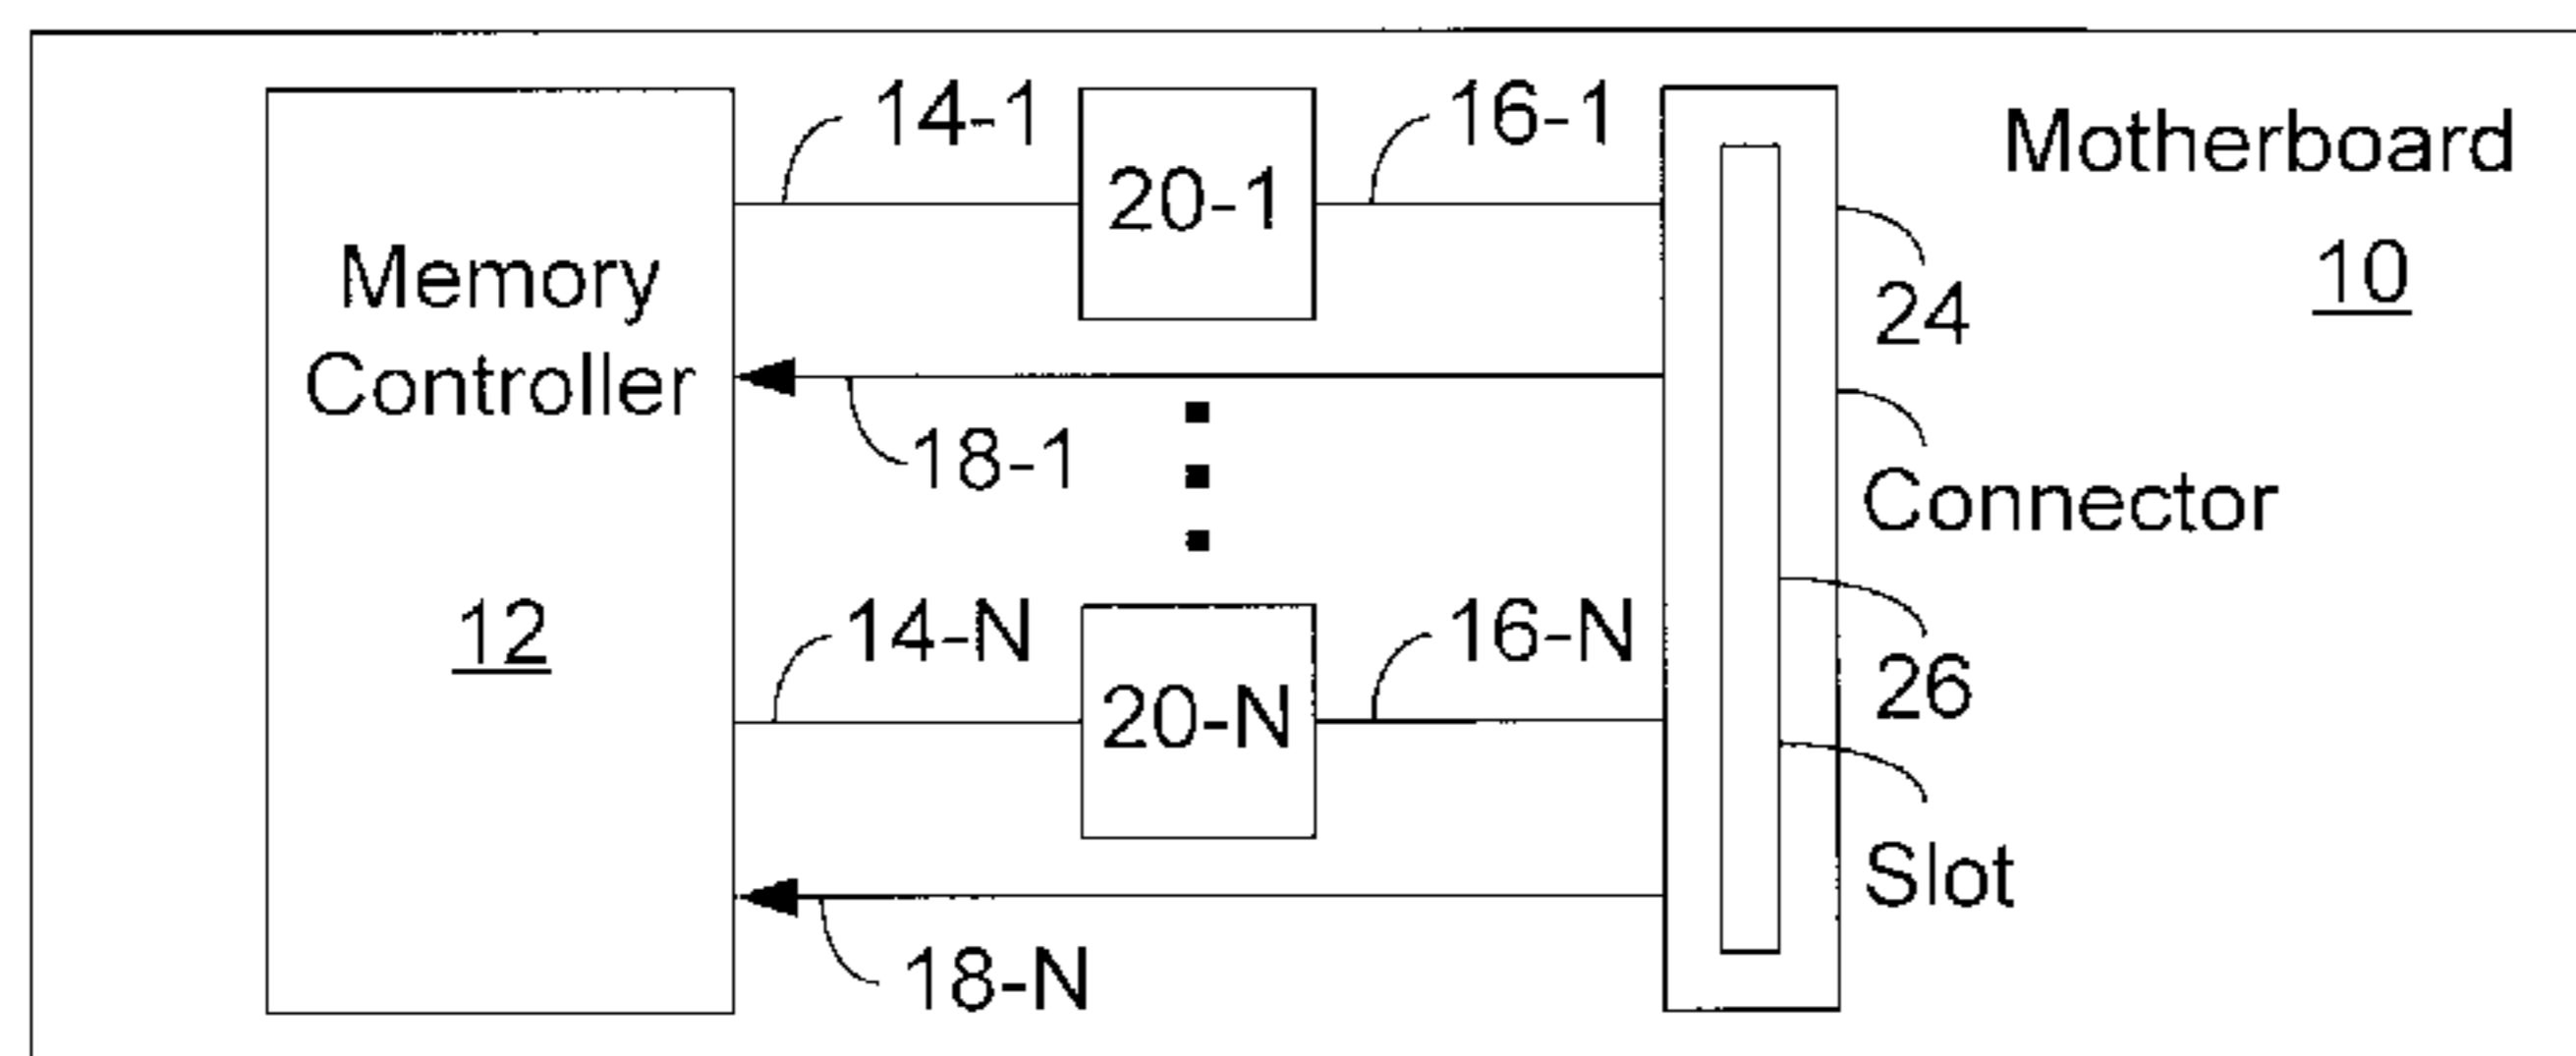 14-1
16-1
Motherboard
10
20-1
Memory
Controller
24
18-1
Connector
12
14-N
16-N
26
20-N
Slot
18-N